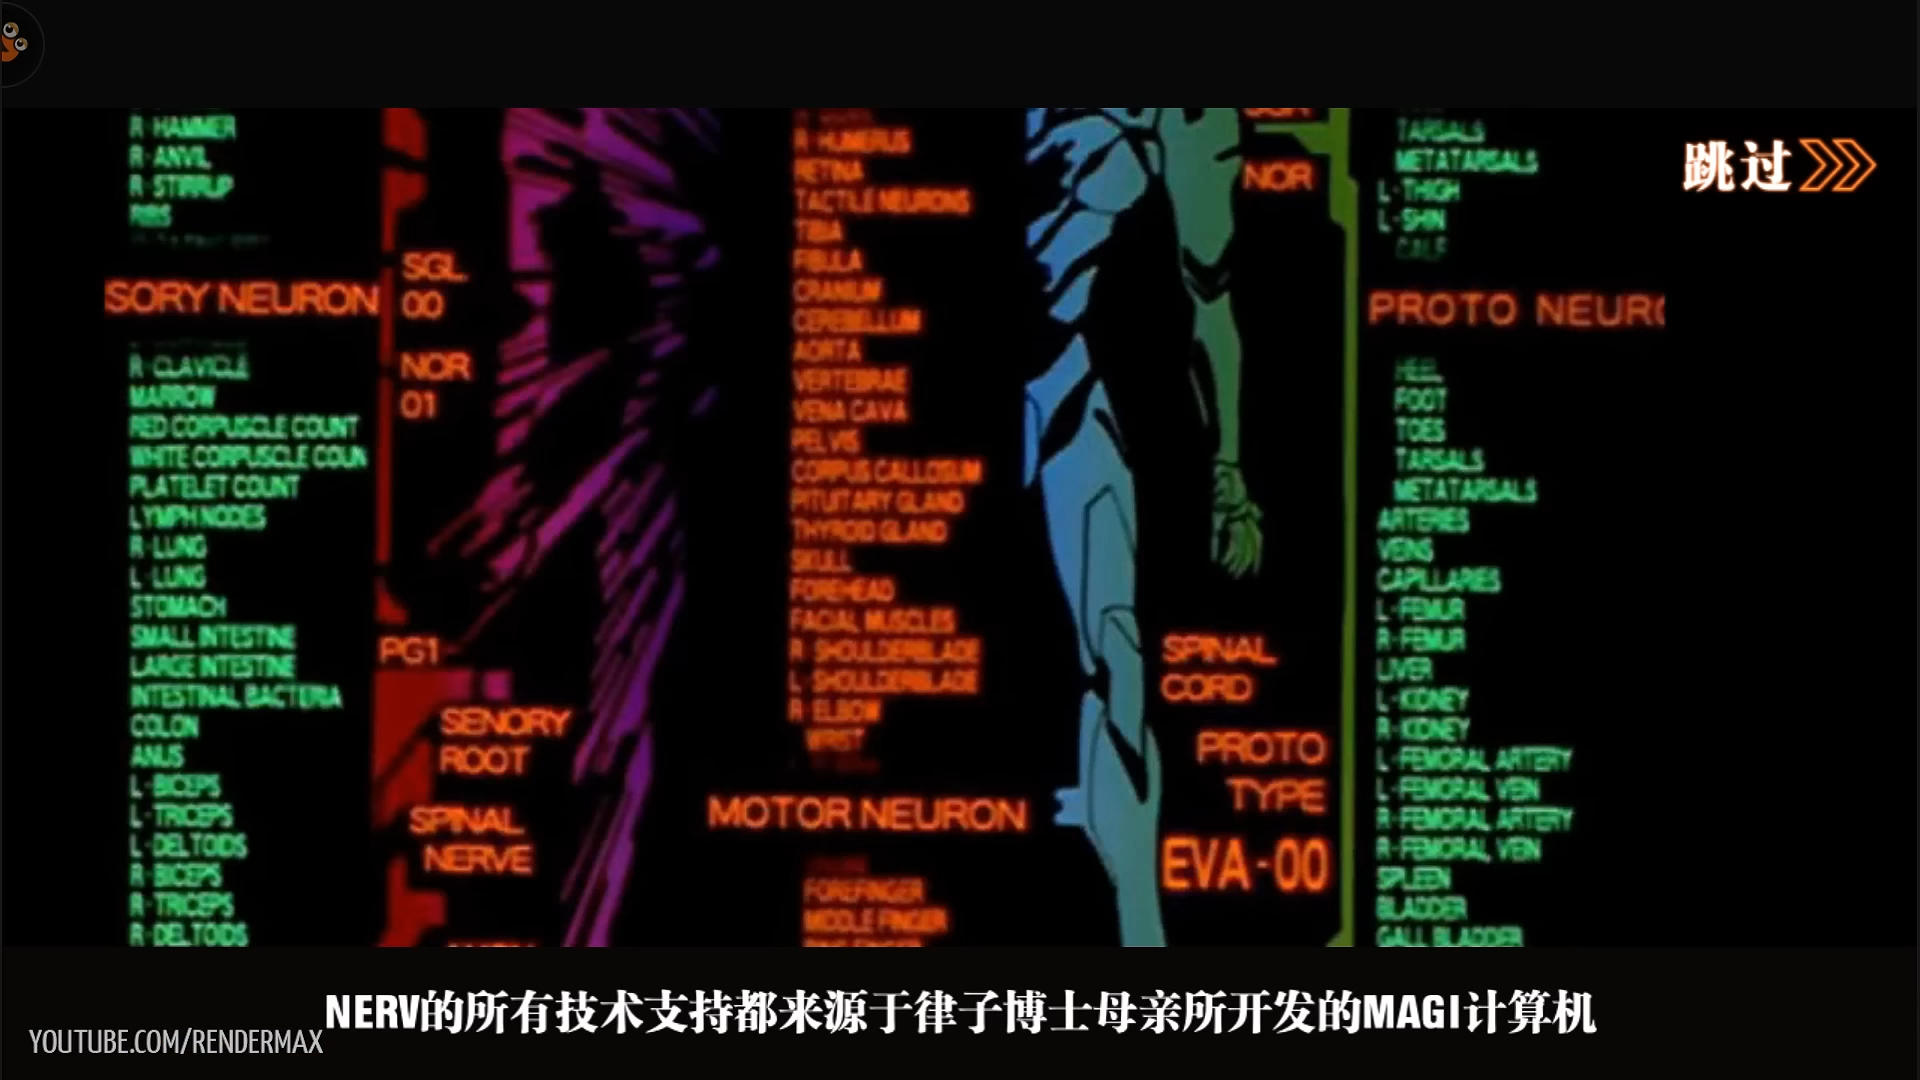 R·HAMMER
R·ANVIL
R·STIRRUP
RIBS
SORY NEURON
R·CLAVICLE
MARROW
RED CORPUSCLE COUNT
WHITE CORPUSCLE COUN
PLATELET COUNT
LYMPH NODES
R·LUNG
L·LUNG
STOMACH
SMALL INTESTINE
LARGE INTESTINE
INTESTINAL BACTERIA
COLON
ANUS
L·BICEPS
L·TRICEPS
L·DELTOIDS
R·BICEPS
R·TRICEPS
R·DELTOIDS
SGL
00
NOR
01
PG1
SENORY
ROOT
SPINAL
NERVE
R·HUMERUS
RETINA
TACTILE NEURONS
TIBIA
FIBULA
CRANIUM
CEREBELLUM
AORTA
VERTEBRAE
VENA CAVA
PELVIS
CORPUS CALLOSUM
PITUITARY GLAND
THYROID GLAND
SKULL
FOREHEAD
FACIAL MUSCLES
R·SHOULDERBLADE
L·SHOULDERBLADE
R·ELBOW
WRIST
MOTOR NEURON
FOREFINGER
MIDDLE FINGER
NOR
SPINAL
CORD
PROTO
TYPE
EVA-00
TARSALS
METATARSALS
L·THIGH
L·SHIN
CALF
PROTO NEUR
HEEL
FOOT
TOES
TARSALS
METATARSALS
ARTERIES
VEINS
CAPILLARIES
L·FEMUR
R·FEMUR
LIVER
L·KIDNEY
R·KIDNEY
L·FEMORAL ARTERY
L·FEMORAL VEIN
R·FEMORAL ARTERY
R·FEMORAL VEIN
SPLEEN
BLADDER
GALL BLADDER
跳过
NERV的所有技术支持都来源于律子博士母亲所开发的MAGI计算机
YOUTUBE.COM/RENDERMAX